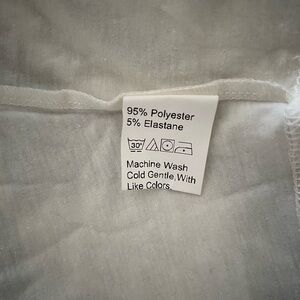 95% Polyester
5% Elastane
30°
Machine Wash
Cold Gentle,With
Like Colors,